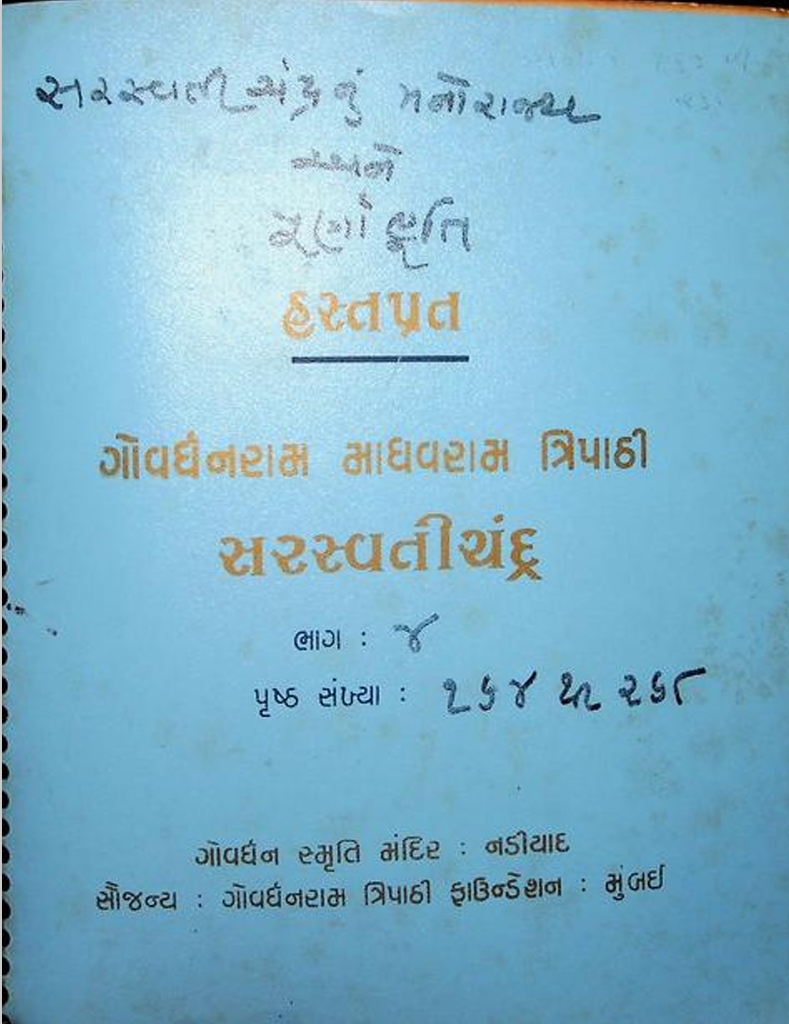 સરસ્વતીચંદ્રનું મનોરાજ્ય
અને
પૂર્ણાહૂતિ
હસ્તપ્રત
ગોવર્ધનરામ માધવરામ ત્રિપાઠી
સરસ્વતીચંદ્ર
ભાગ : ૪
પૃષ્ઠ સંખ્યા :
ગોવર્ધન સ્મૃતિ મંદિર : નડીયાદ
સૌજન્ય : ગોવર્ધનરામ ત્રિપાઠી ફાઉન્ડેશન : મુંબઈ